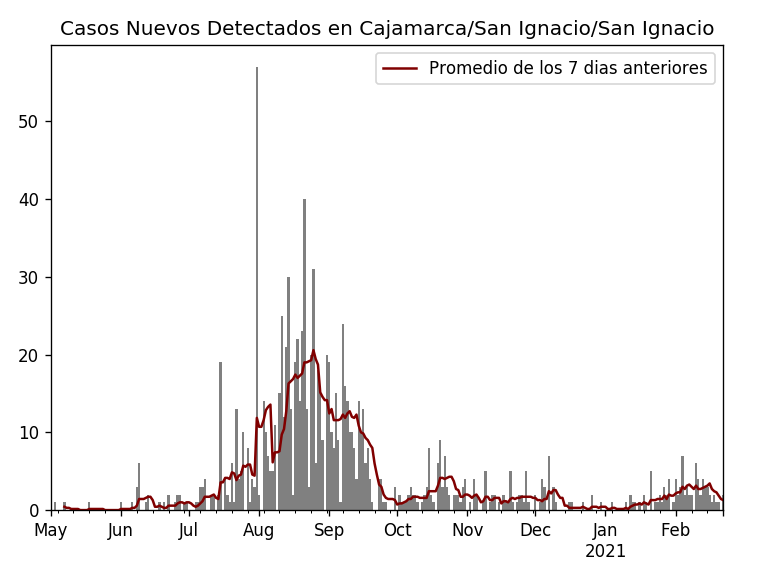 Casos Nuevos Detectados en Cajamarca/San Ignacio/San Ignacio
Promedio de los 7 dias anteriores
50
40
30
20
10
0
May Jun Jul Aug Sep Oct Nov Dec Jan Feb
2021